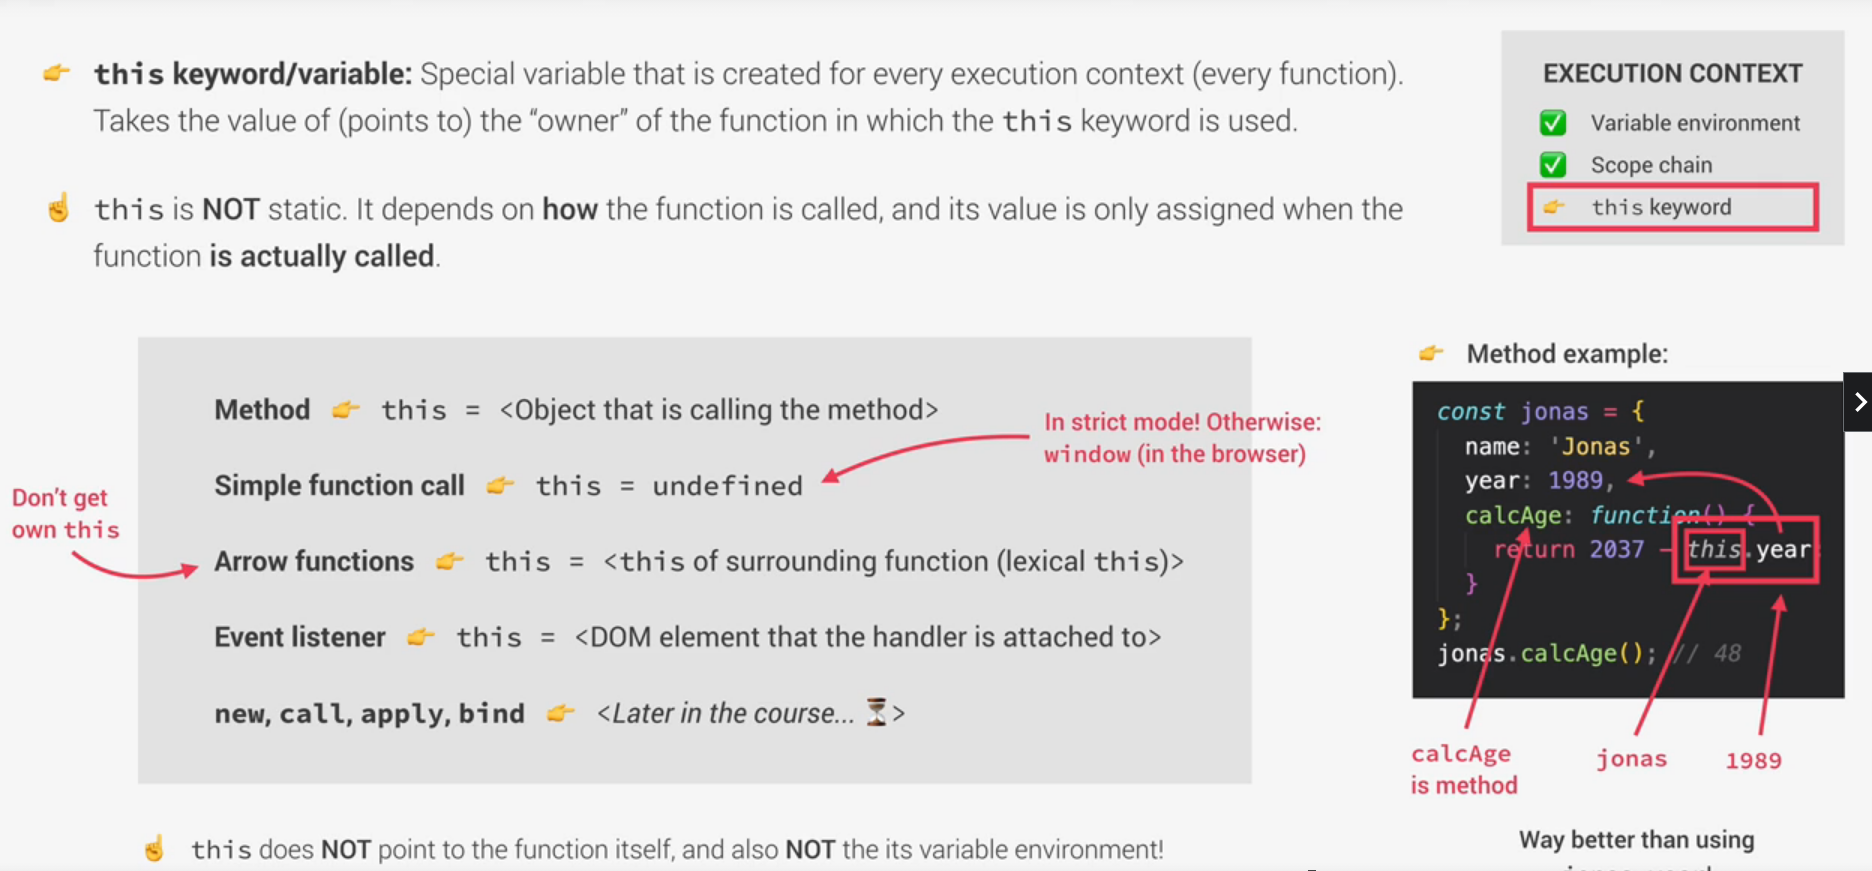 this keyword/variable: Special variable that is created for every execution context (every function).
Takes the value of (points to) the “owner” of the function in which the this keyword is used.
this is NOT static. It depends on how the function is called, and its value is only assigned when the
function is actually called.
EXECUTION CONTEXT
Variable environment
Scope chain
this keyword
Method this = <Object that is calling the method>
In strict mode! Otherwise:
window (in the browser)
Simple function call this = undefined
Don’t get
own this
Arrow functions this = <this of surrounding function (lexical this)>
Event listener this = <DOM element that the handler is attached to>
new, call, apply, bind <Later in the course... >
this does NOT point to the function itself, and also NOT the its variable environment!
Method example:
const jonas = {
name: 'Jonas',
year: 1989,
calcAge: function() {
return 2037 - this.year
}
};
jonas.calcAge(); // 48
calcAge
is method
jonas
1989
Way better than using